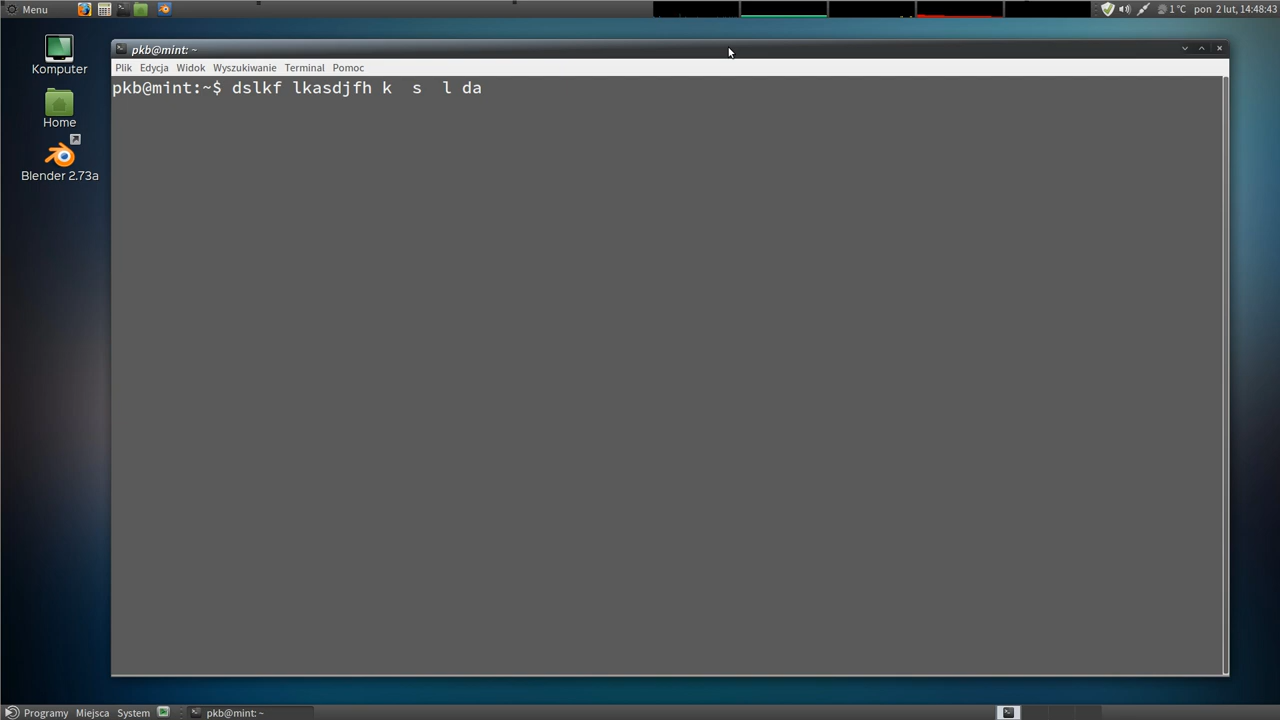 Menu
1 °C pon 2 lut, 14:48:43
pkb@mint: ~
Plik Edycja Widok Wyszukiwanie Terminal Pomoc
pkb@mint:~$ dslkf lkasdjfh k  s  l da
Komputer
Home
Blender 2.73a
Programy Miejsca System pkb@mint: ~